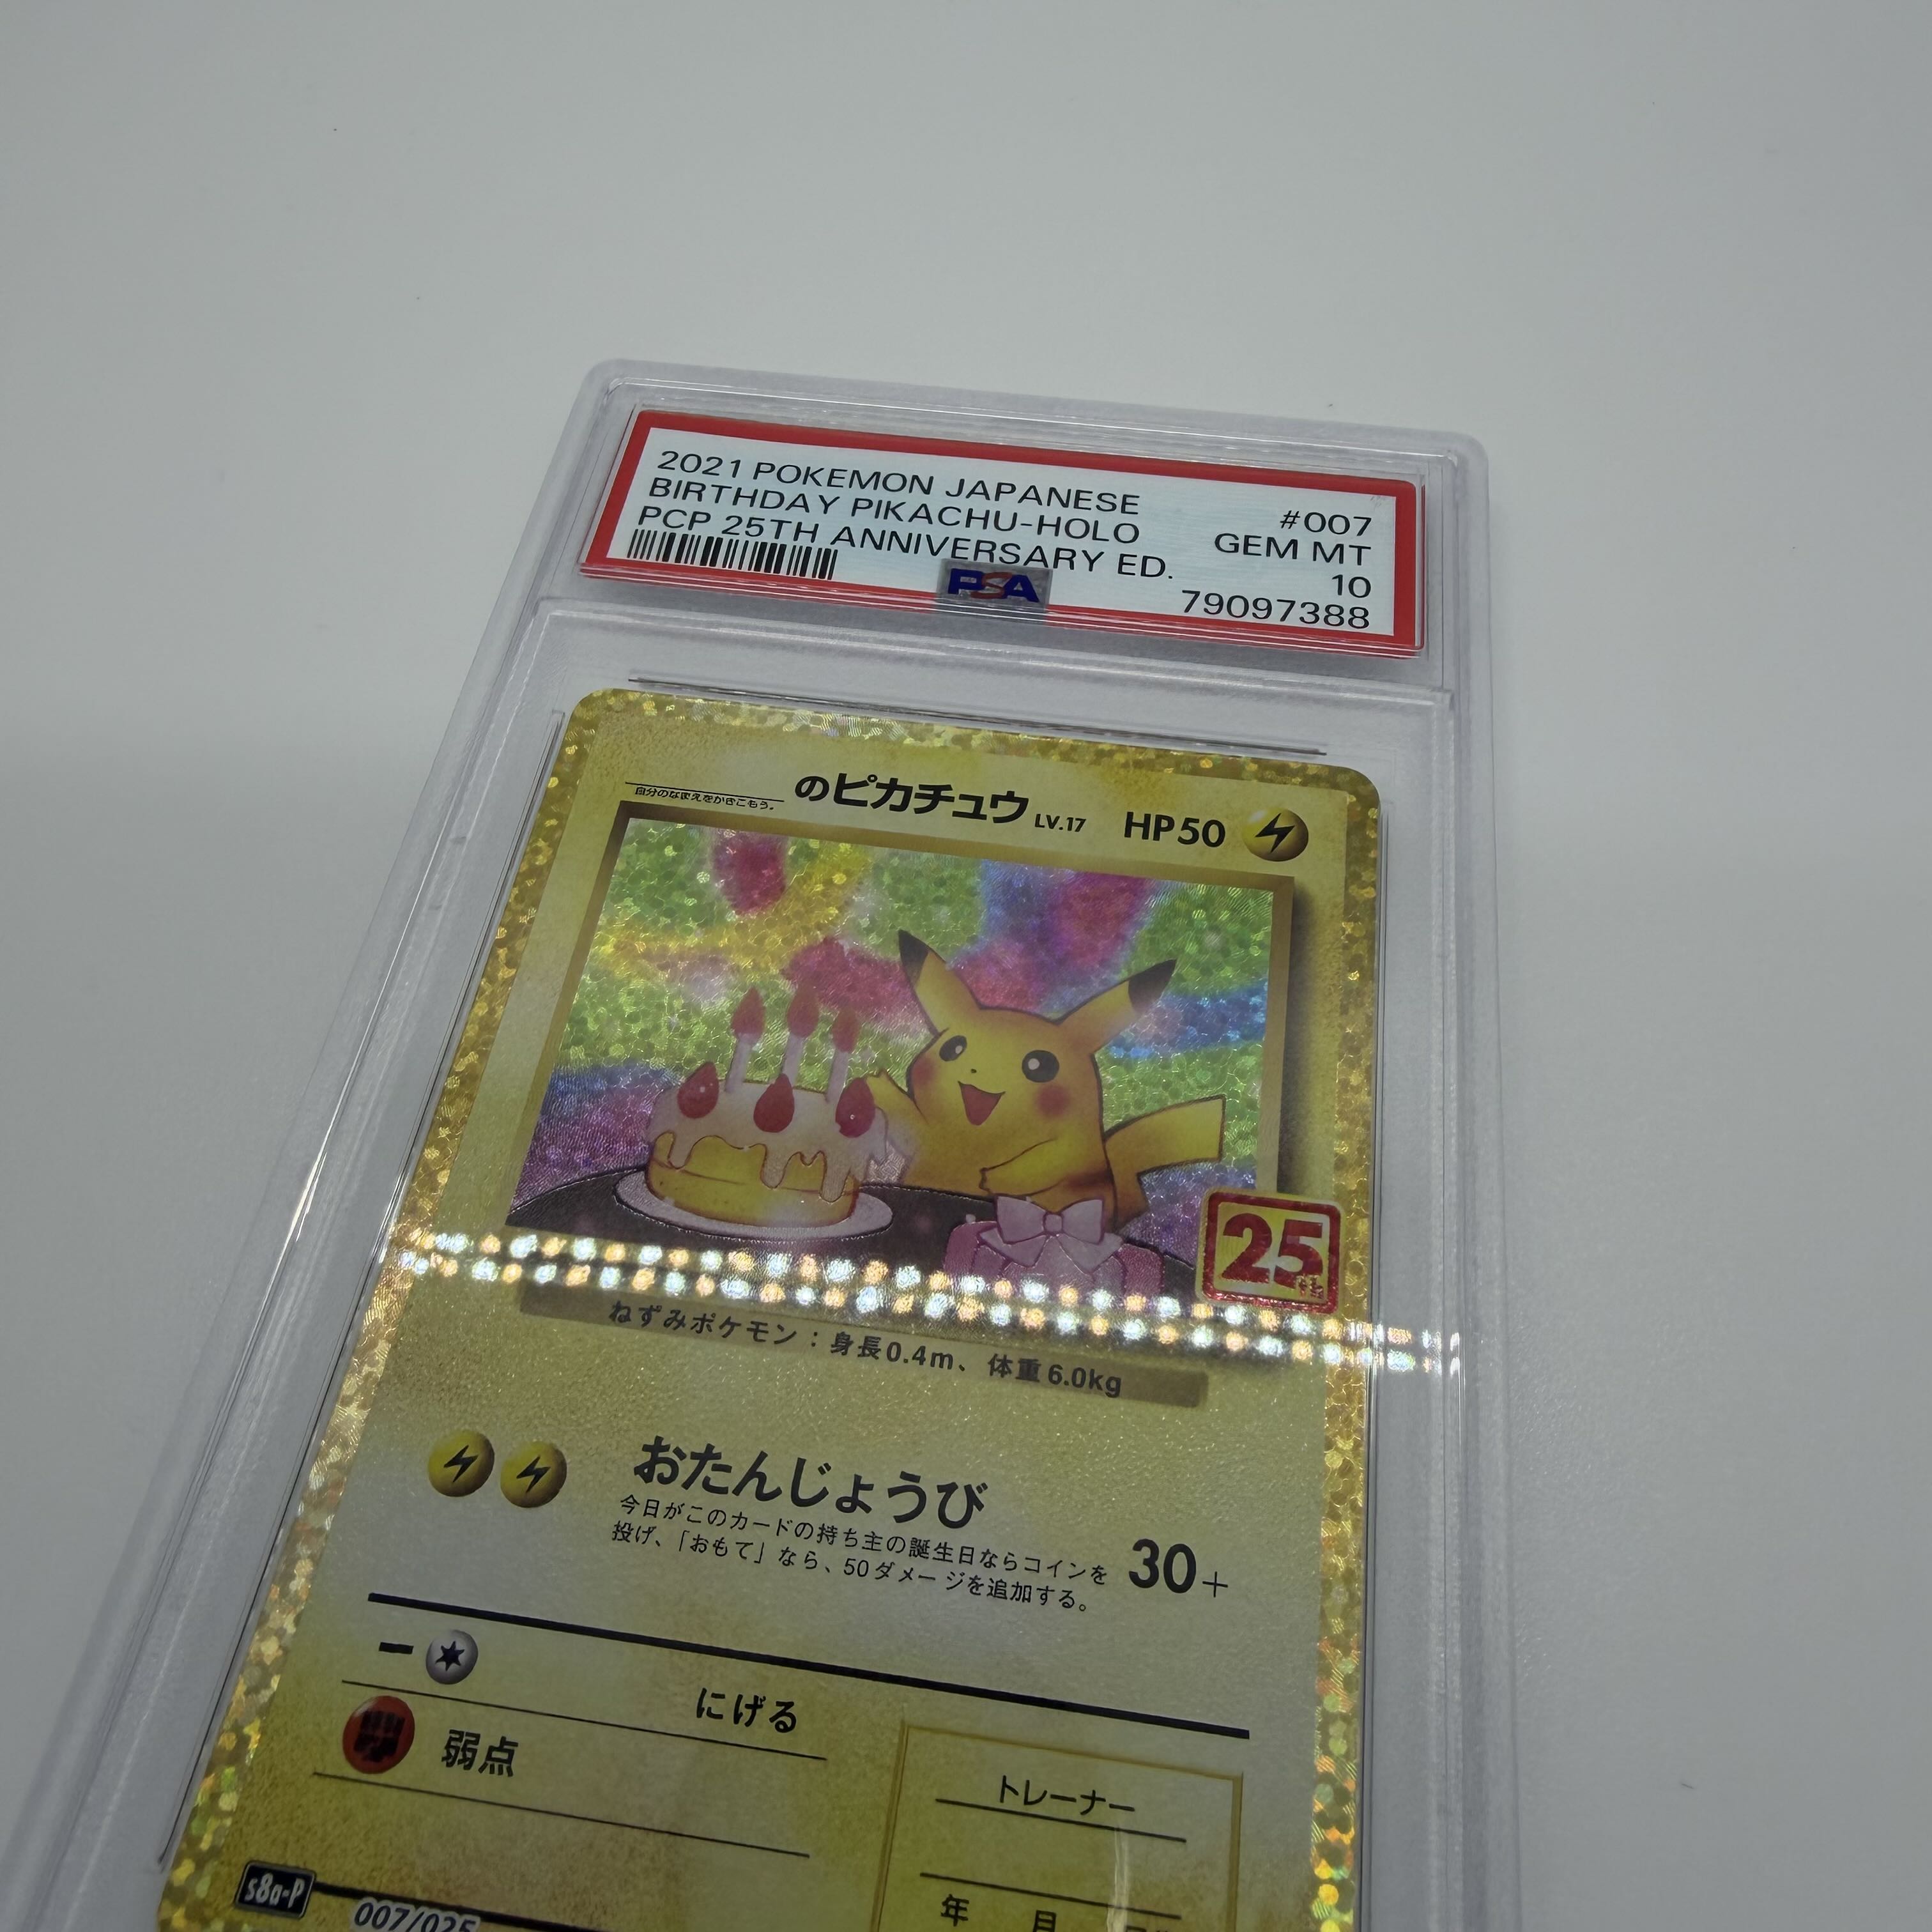 2021 POKEMON JAPANESE
BIRTHDAY PIKACHU-HOLO
PCP 25TH ANNIVERSARY ED.
#007
GEM MT
10
79097388
PSA
自分のなまえをかきこもう。
のピカチュウ LV.17 HP50
25th
ねずみポケモン：身長0.4m、体重6.0kg
おたんじょうび
今日がこのカードの持ち主の誕生日ならコインを
投げ、「おもて」なら、50ダメージを追加する。
30+
にげる
弱点
トレーナー
年 月
s8a-P
007/025